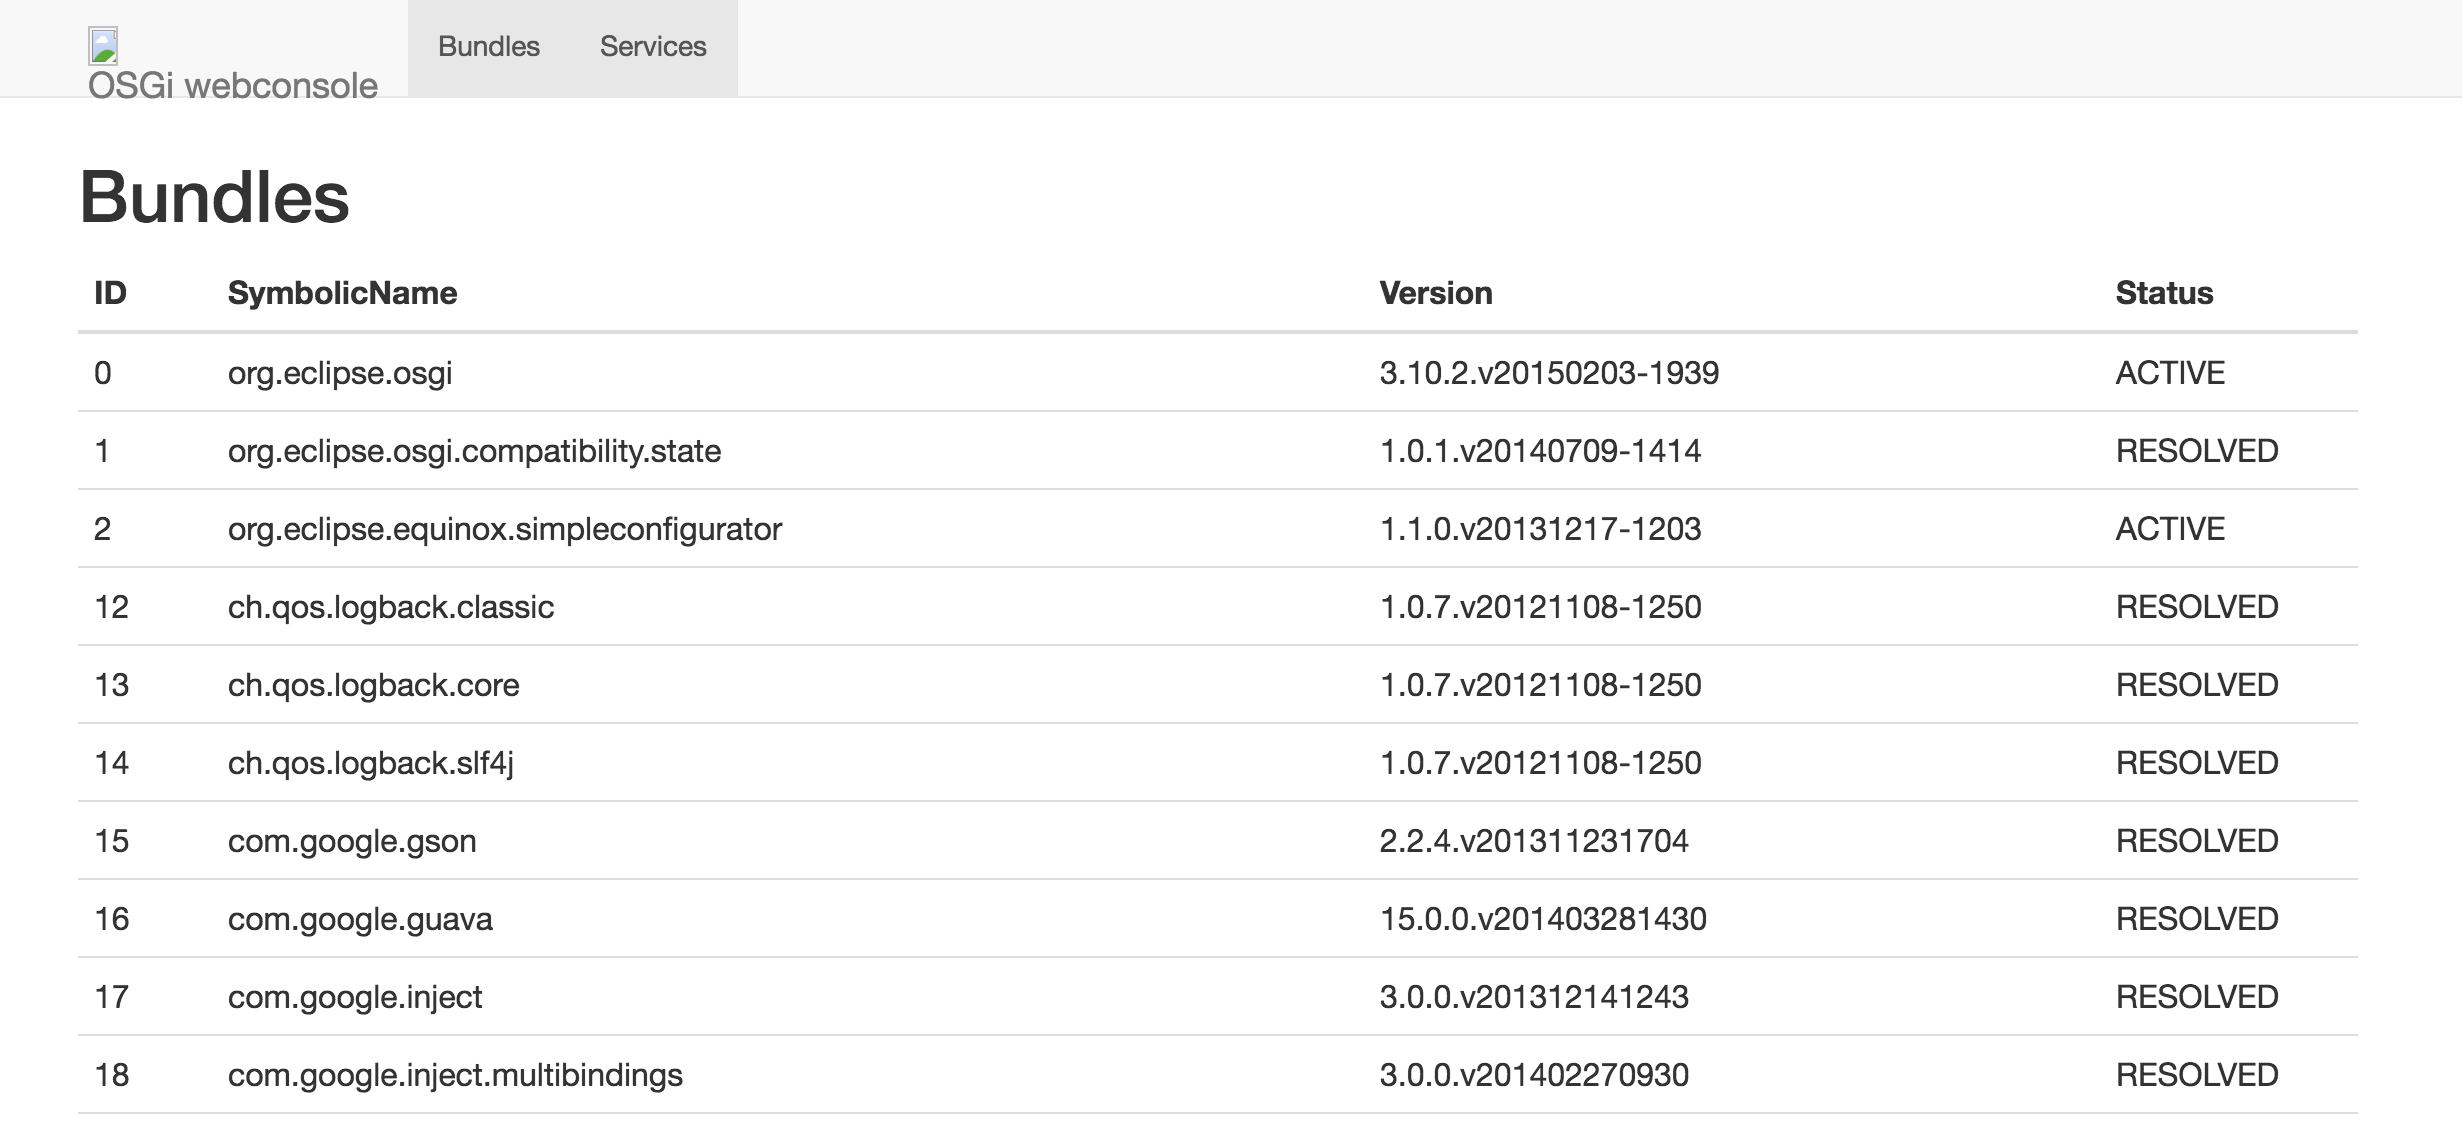 OSGi webconsole Bundles Services
Bundles
ID SymbolicName Version Status
0 org.eclipse.osgi 3.10.2.v20150203-1939 ACTIVE
1 org.eclipse.osgi.compatibility.state 1.0.1.v20140709-1414 RESOLVED
2 org.eclipse.equinox.simpleconfigurator 1.1.0.v20131217-1203 ACTIVE
12 ch.qos.logback.classic 1.0.7.v20121108-1250 RESOLVED
13 ch.qos.logback.core 1.0.7.v20121108-1250 RESOLVED
14 ch.qos.logback.slf4j 1.0.7.v20121108-1250 RESOLVED
15 com.google.gson 2.2.4.v201311231704 RESOLVED
16 com.google.guava 15.0.0.v201403281430 RESOLVED
17 com.google.inject 3.0.0.v201312141243 RESOLVED
18 com.google.inject.multibindings 3.0.0.v201402270930 RESOLVED